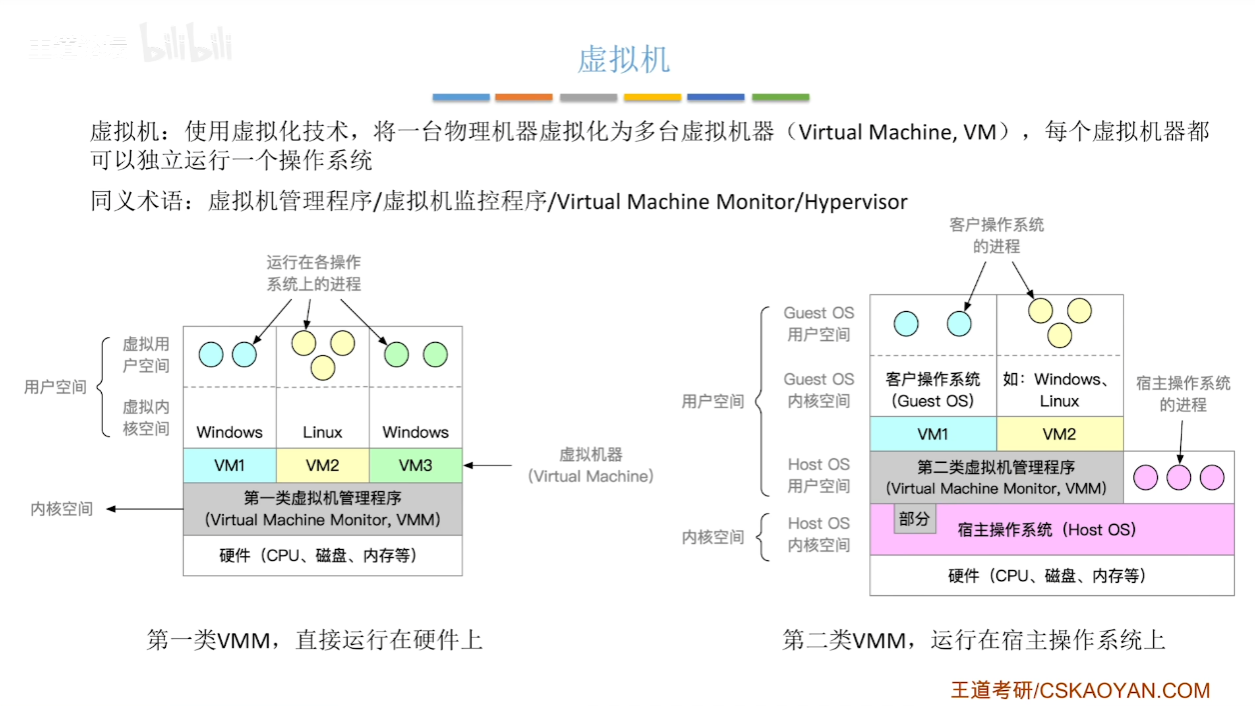 bilibili
虚拟机
虚拟机：使用虚拟化技术，将一台物理机器虚拟化为多台虚拟机器（Virtual Machine, VM），每个虚拟机器都
可以独立运行一个操作系统
同义术语：虚拟机管理程序/虚拟机监控程序/Virtual Machine Monitor/Hypervisor
运行在各操作
系统上的进程
用户空间
虚拟用
户空间
虚拟内
核空间
Windows
Linux
Windows
VM1
VM2
VM3
虚拟机器
(Virtual Machine)
内核空间
第一类虚拟机管理程序
(Virtual Machine Monitor, VMM)
硬件（CPU、磁盘、内存等）
第一类VMM，直接运行在硬件上
客户操作系统
的进程
用户空间
Guest OS
用户空间
Guest OS
内核空间
客户操作系统
(Guest OS)
如：Windows、
Linux
宿主操作系统
的进程
VM1
VM2
Host OS
用户空间
第二类虚拟机管理程序
(Virtual Machine Monitor, VMM)
内核空间
Host OS
内核空间
部分
宿主操作系统（Host OS）
硬件（CPU、磁盘、内存等）
第二类VMM，运行在宿主操作系统上
王道考研/CSKAOYAN.COM